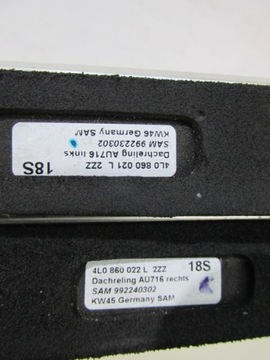 4L0 860 021 L 2ZZ
Dachreling AU716 links
SAM 992230302
KW46 Germany SAM
18S
4L0 860 022 L 2ZZ 18S
Dachreling AU716 rechts
SAM 992240302
KW45 Germany SAM